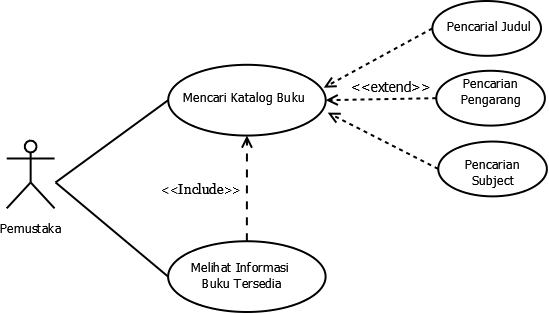 Pencarial Judul
Mencari Katalog Buku
<<extend>>
Pencarian
Pengarang
Pencarian
Subject
<<Include>>
Pemustaka
Melihat Informasi
Buku Tersedia